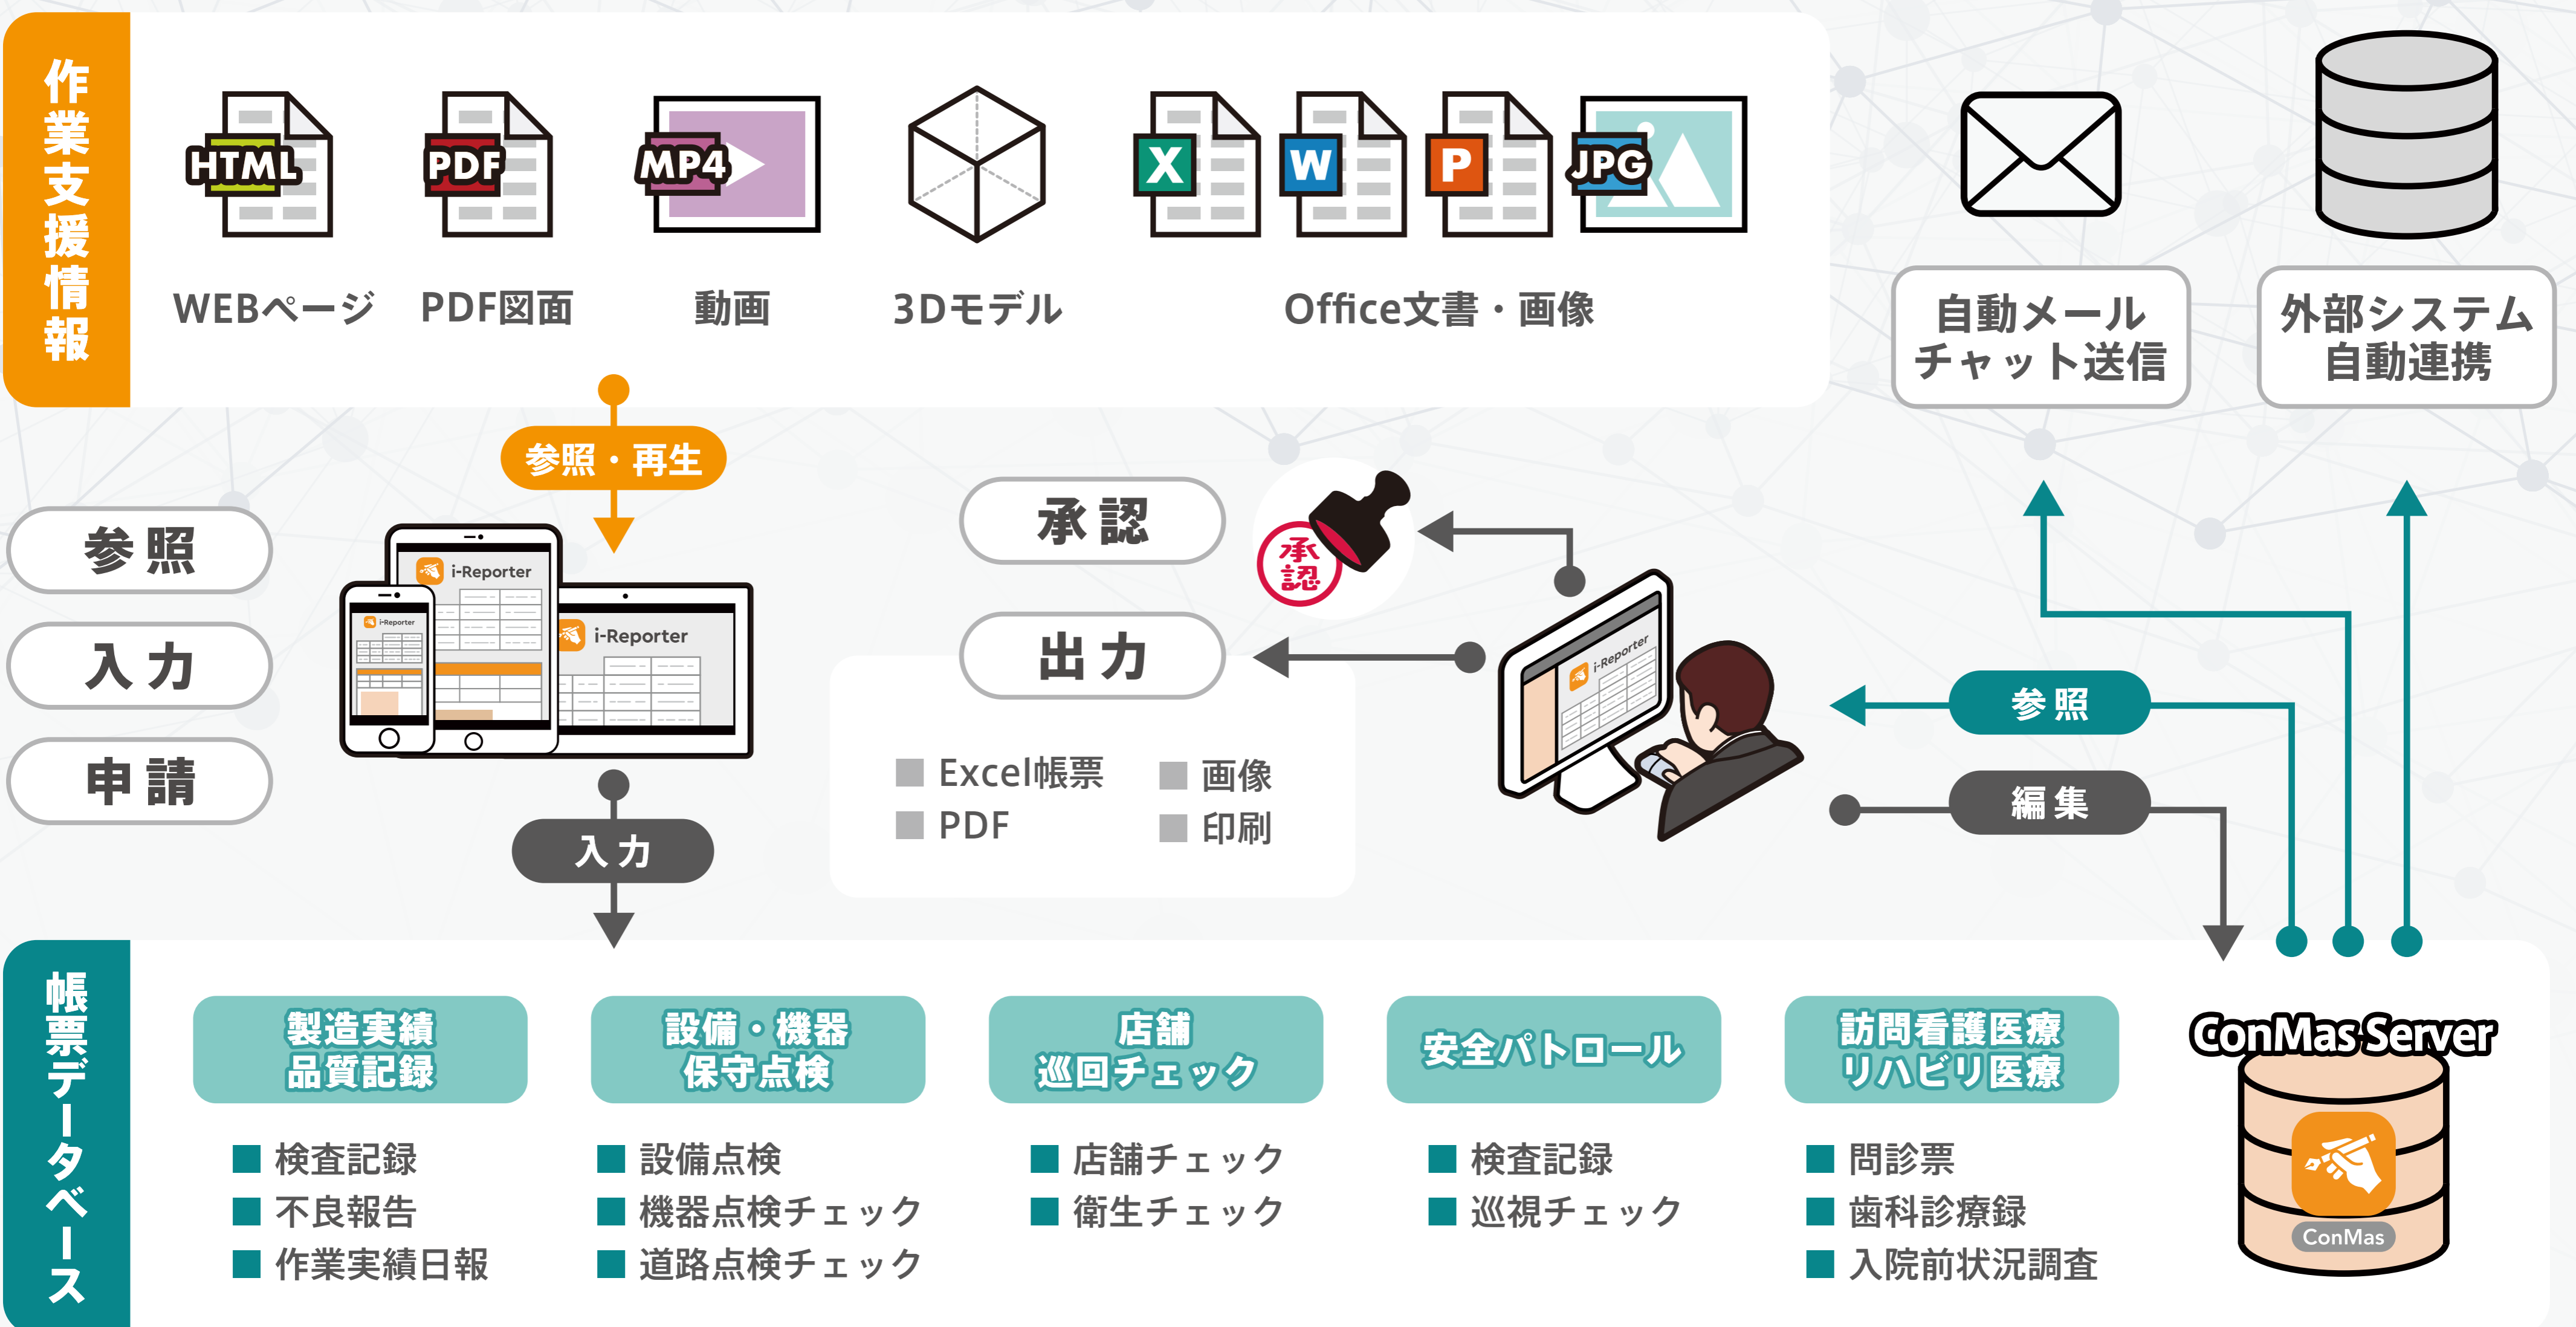 作業支援情報
HTML
PDF
MP4
X
W
P
JPG
WEBページ
PDF図面
動画
3Dモデル
Office文書・画像
自動メール
チャット送信
外部システム
自動連携
参照・再生
参照
入力
申請
i-Reporter
i-Reporter
i-Reporter
入力
承認
承認
出力
Excel帳票
画像
PDF
印刷
i-Reporter
参照
編集
帳票データベース
製造実績
品質記録
検査記録
不良報告
作業実績日報
設備・機器
保守点検
設備点検
機器点検チェック
道路点検チェック
店舗
巡回チェック
店舗チェック
衛生チェック
安全パトロール
検査記録
巡視チェック
訪問看護医療
リハビリ医療
問診票
歯科診療録
入院前状況調査
ConMas Server
ConMas